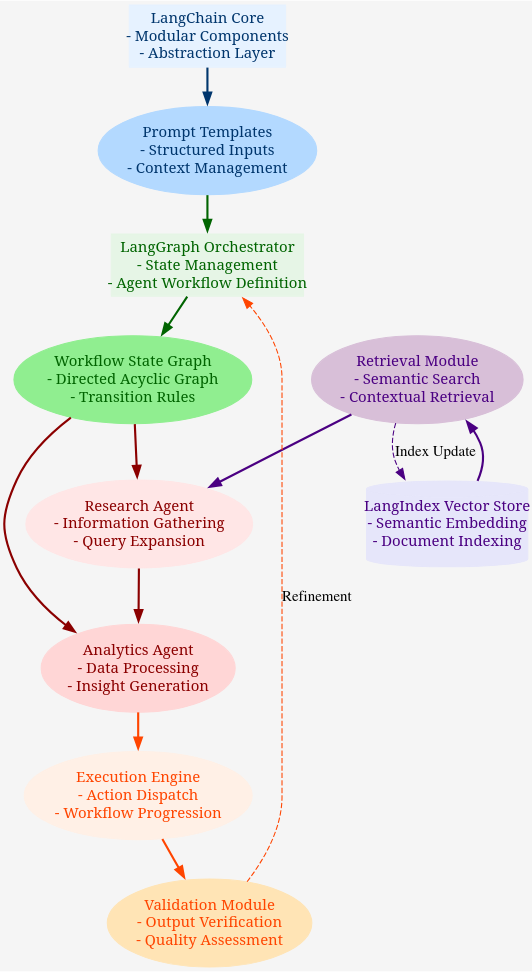 LangChain Core
- Modular Components
- Abstraction Layer
Prompt Templates
- Structured Inputs
- Context Management
LangGraph Orchestrator
- State Management
- Agent Workflow Definition
Workflow State Graph
- Directed Acyclic Graph
- Transition Rules
Retrieval Module
- Semantic Search
- Contextual Retrieval
Index Update
Research Agent
- Information Gathering
- Query Expansion
LangIndex Vector Store
- Semantic Embedding
- Document Indexing
Refinement
Analytics Agent
- Data Processing
- Insight Generation
Execution Engine
- Action Dispatch
- Workflow Progression
Validation Module
- Output Verification
- Quality Assessment